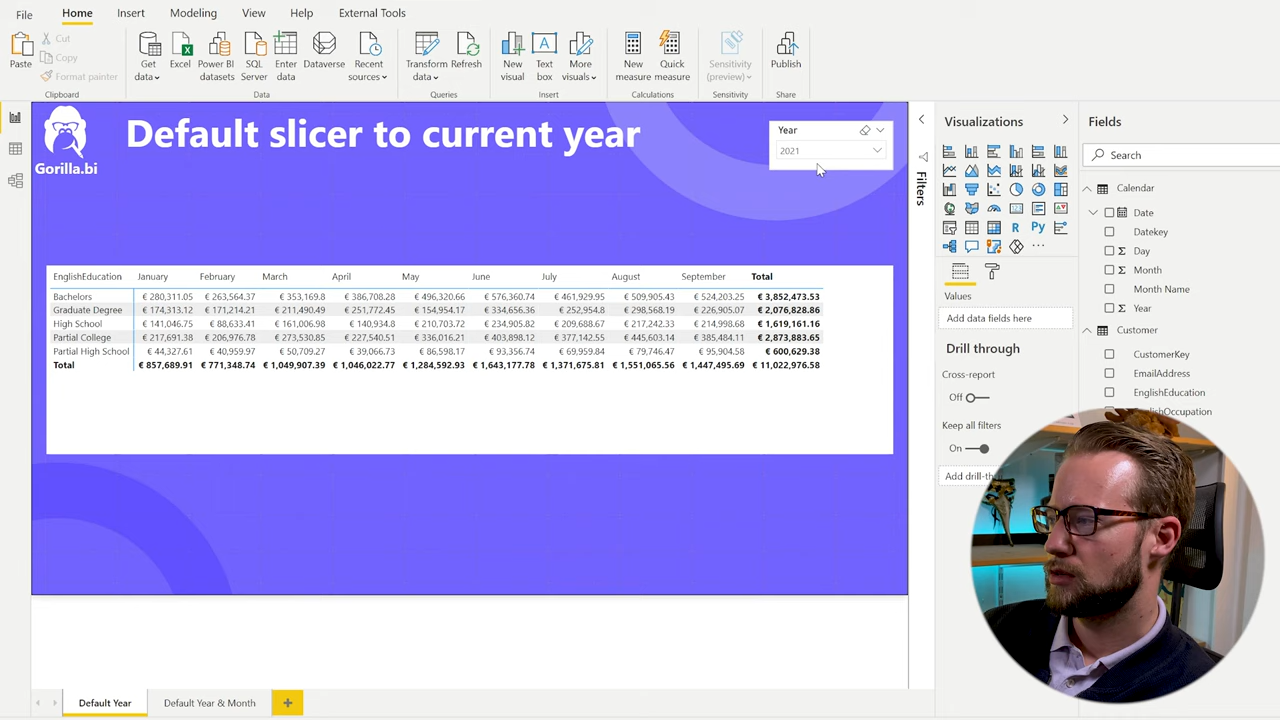 File
Home
Insert
Modeling
View
Help
External Tools
Paste
Cut
Copy
Format painter
Clipboard
Get data
Excel
Power BI datasets
SQL Server
Enter data
Dataverse
Recent sources
Data
Transform data
Refresh
Queries
New visual
Text box
More visuals
Insert
New measure
Quick measure
Calculations
Sensitivity (preview)
Sensitivity
Publish
Share
Gorilla.bi
Default slicer to current year
Year
2021
EnglishEducation January February March April May June July August September Total
Bachelors € 280,311.05 € 263,564.37 € 353,169.8 € 386,708.28 € 496,320.66 € 576,360.74 € 461,929.95 € 509,905.43 € 524,203.25 € 3,852,473.53
Graduate Degree € 174,313.12 € 171,214.21 € 211,490.49 € 251,772.45 € 154,954.17 € 334,656.36 € 252,954.8 € 298,568.19 € 226,905.07 € 2,076,828.86
High School € 141,046.75 € 88,633.41 € 161,006.98 € 140,934.8 € 210,703.72 € 234,905.82 € 209,688.67 € 217,242.33 € 214,998.68 € 1,619,161.16
Partial College € 217,691.38 € 206,976.78 € 273,530.85 € 227,540.51 € 336,016.21 € 403,898.12 € 377,142.55 € 445,603.14 € 385,484.11 € 2,873,883.65
Partial High School € 44,327.61 € 40,959.97 € 50,709.27 € 39,066.73 € 86,598.17 € 93,356.74 € 69,959.84 € 79,746.47 € 95,904.58 € 600,629.38
Total € 857,689.91 € 771,348.74 € 1,049,907.39 € 1,046,022.77 € 1,284,592.93 € 1,643,177.78 € 1,371,675.81 € 1,551,065.56 € 1,447,495.69 € 11,022,976.58
Filters
Visualizations
R
Py
Values
Add data fields here
Drill through
Cross-report
Off
Keep all filters
On
Add drill-th
Fields
Search
Calendar
Date
Datekey
Day
Month
Month Name
Year
Customer
CustomerKey
EmailAddress
EnglishEducation
EnglishOccupation
Default Year
Default Year & Month